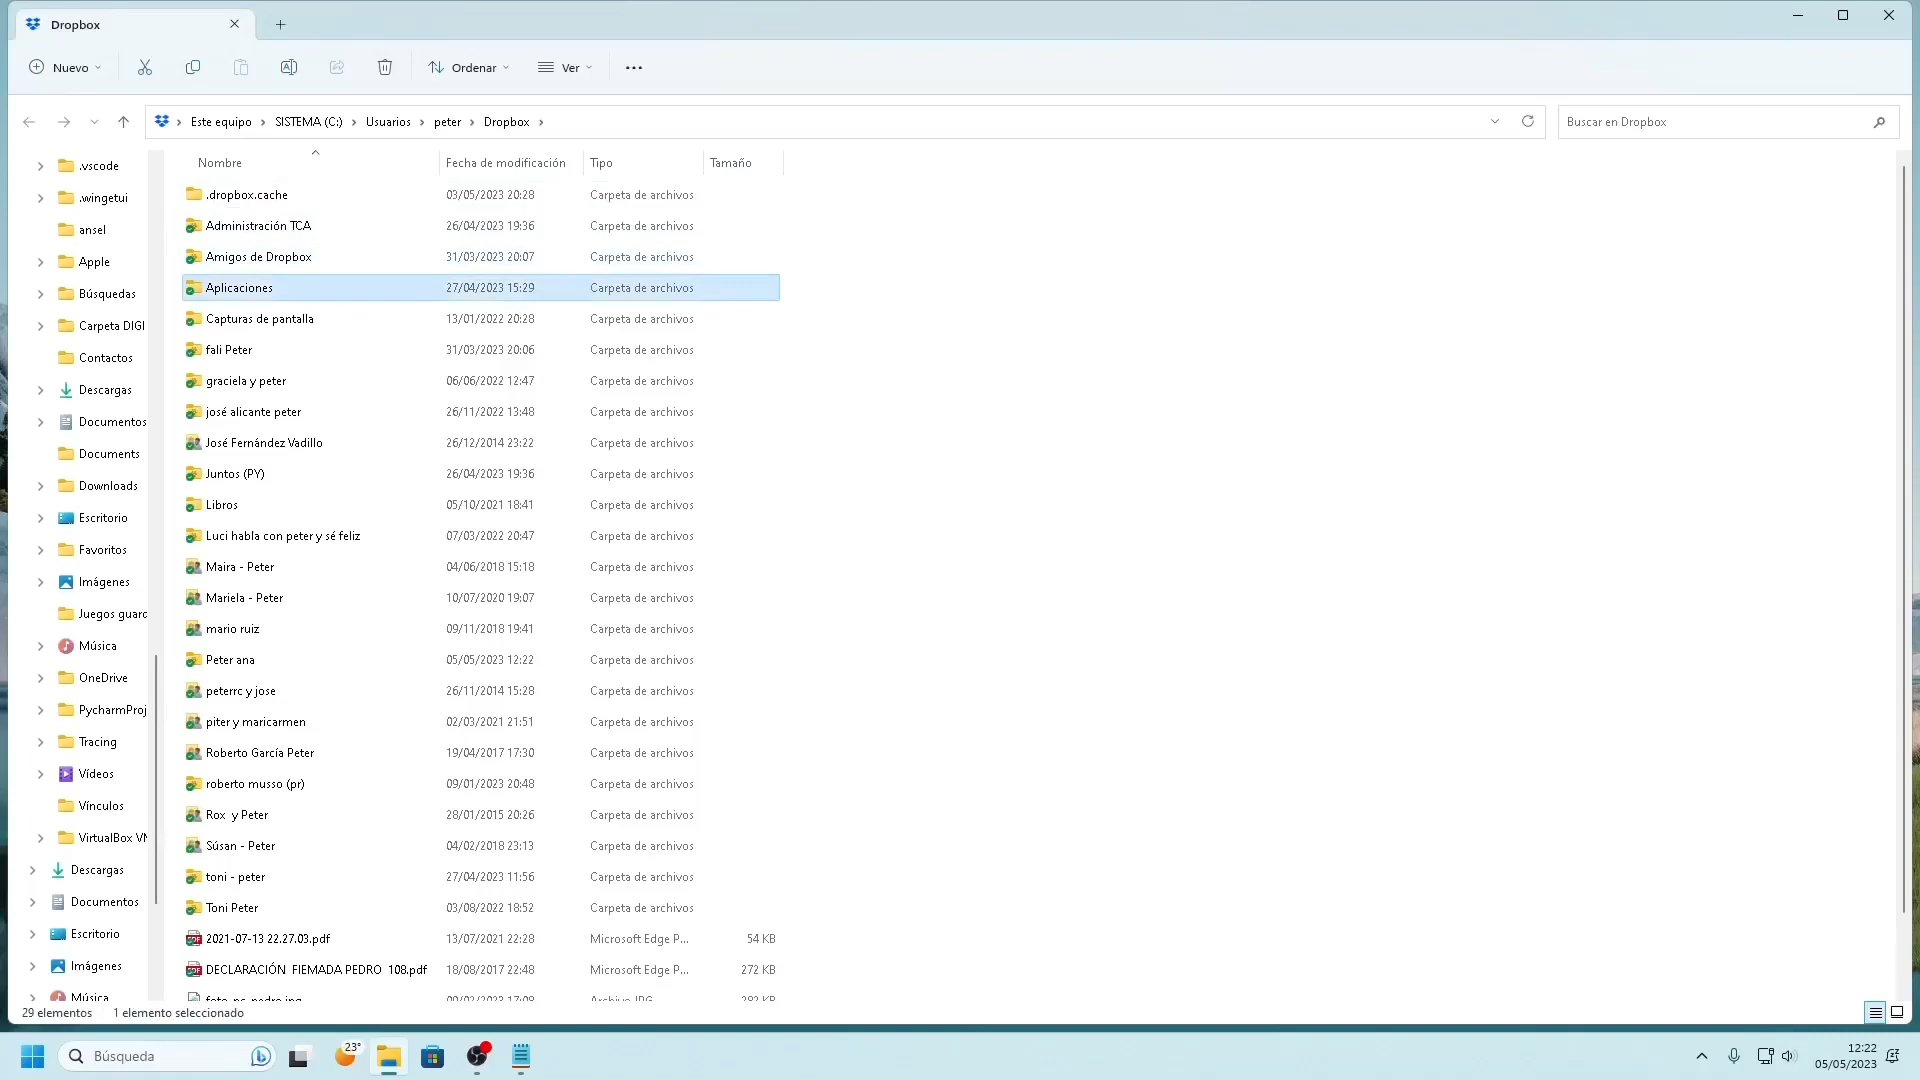 Dropbox
Nuevo
Ordenar
Ver
Este equipo
SISTEMA (C:)
Usuarios
peter
Dropbox
Buscar en Dropbox
.vscode
.wingetui
ansel
Apple
Búsquedas
Carpeta DIGI
Contactos
Descargas
Documentos
Documents
Downloads
Escritorio
Favoritos
Imágenes
Juegos guarc
Música
OneDrive
PycharmProj
Tracing
Vídeos
Vínculos
VirtualBox VM
Descargas
Documentos
Escritorio
Imágenes
Música
Nombre Fecha de modificación Tipo Tamaño
.dropbox.cache 03/05/2023 20:28 Carpeta de archivos
Administración TCA 26/04/2023 19:36 Carpeta de archivos
Amigos de Dropbox 31/03/2023 20:07 Carpeta de archivos
Aplicaciones 27/04/2023 15:29 Carpeta de archivos
Capturas de pantalla 13/01/2022 20:28 Carpeta de archivos
fali Peter 31/03/2023 20:06 Carpeta de archivos
graciela y peter 06/06/2022 12:47 Carpeta de archivos
josé alicante peter 26/11/2022 13:48 Carpeta de archivos
José Fernández Vadillo 26/12/2014 23:22 Carpeta de archivos
Juntos (PY) 26/04/2023 19:36 Carpeta de archivos
Libros 05/10/2021 18:41 Carpeta de archivos
Luci habla con peter y sé feliz 07/03/2022 20:47 Carpeta de archivos
Maira - Peter 04/06/2018 15:18 Carpeta de archivos
Mariela - Peter 10/07/2020 19:07 Carpeta de archivos
mario ruiz 09/11/2018 19:41 Carpeta de archivos
Peter ana 05/05/2023 12:22 Carpeta de archivos
peterrc y jose 26/11/2014 15:28 Carpeta de archivos
piter y maricarmen 02/03/2021 21:51 Carpeta de archivos
Roberto García Peter 19/04/2017 17:30 Carpeta de archivos
roberto musso (pr) 09/01/2023 20:48 Carpeta de archivos
Rox y Peter 28/01/2015 20:26 Carpeta de archivos
Súsan - Peter 04/02/2018 23:13 Carpeta de archivos
toni - peter 27/04/2023 11:56 Carpeta de archivos
Toni Peter 03/08/2022 18:52 Carpeta de archivos
2021-07-13 22.27.03.pdf 13/07/2021 22:28 Microsoft Edge P... 54 KB
DECLARACIÓN FIEMADA PEDRO 108.pdf 18/08/2017 22:48 Microsoft Edge P... 272 KB
29 elementos 1 elemento seleccionado
Búsqueda
23°
12:22
05/05/2023